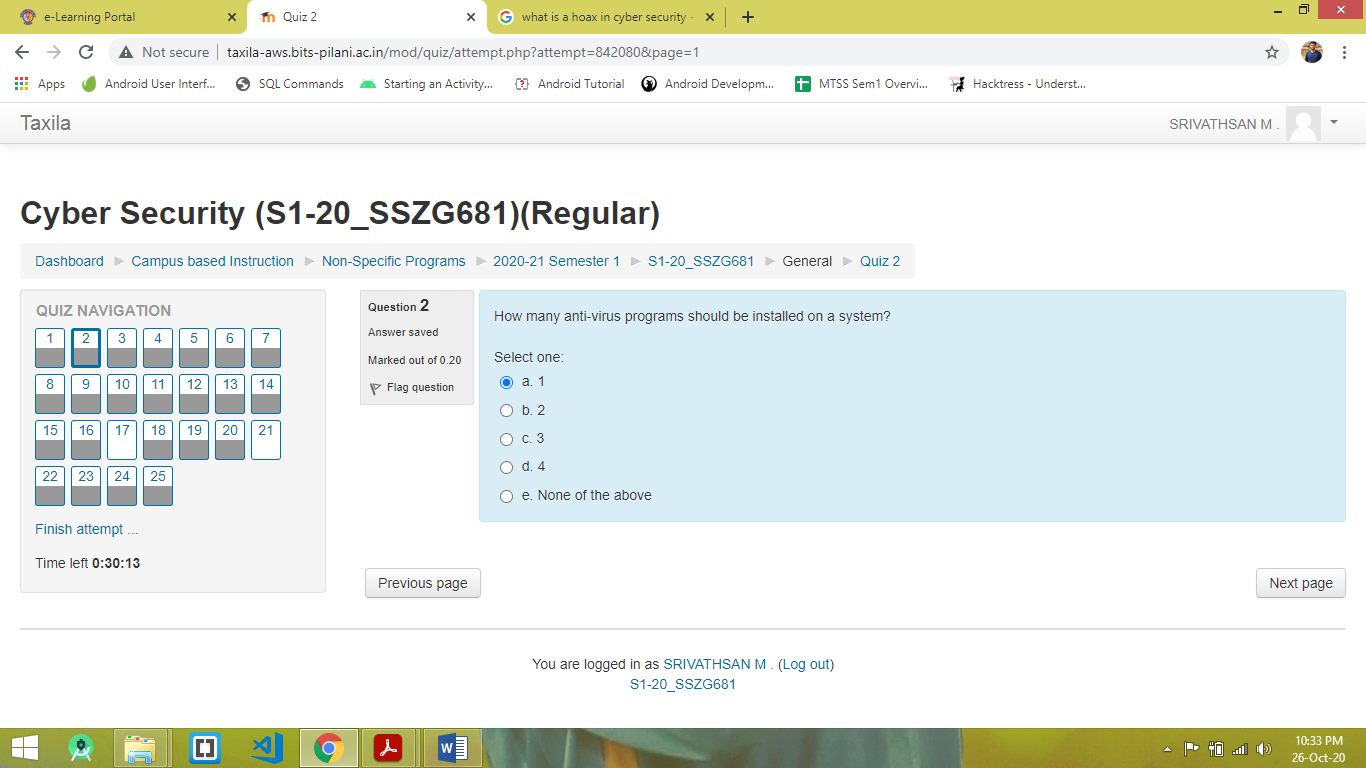 e-Learning Portal
Quiz 2
what is a hoax in cyber security -
Not secure
taxila-aws.bits-pilani.ac.in/mod/quiz/attempt.php?attempt=842080&page=1
Apps
Android User Interf...
SQL Commands
Starting an Activity...
Android Tutorial
Android Developm...
MTSS Sem1 Overvi...
Hacktress - Underst...
Taxila
SRIVATHSAN M .
Cyber Security (S1-20_SSZG681)(Regular)
Dashboard ► Campus based Instruction ► Non-Specific Programs ► 2020-21 Semester 1 ► S1-20_SSZG681 ► General ► Quiz 2
QUIZ NAVIGATION
1 2 3 4 5 6 7
8 9 10 11 12 13 14
15 16 17 18 19 20 21
22 23 24 25
Finish attempt ...
Time left 0:30:13
Question 2
Answer saved
Marked out of 0.20
Flag question
How many anti-virus programs should be installed on a system?
Select one:
a. 1
b. 2
c. 3
d. 4
e. None of the above
Previous page
Next page
You are logged in as SRIVATHSAN M . (Log out)
S1-20_SSZG681
10:33 PM
26-Oct-20